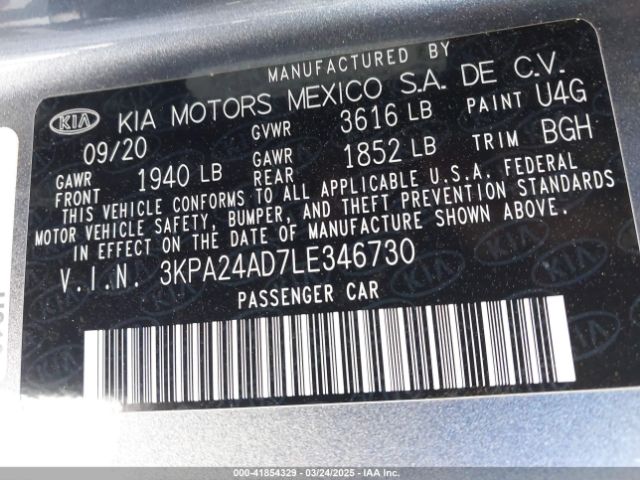 MANUFACTURED BY
KIA KIA MOTORS MEXICO S.A. DE C.V.
09/20 GVWR 3616 LB PAINT U4G
GAWR FRONT 1940 LB GAWR REAR 1852 LB TRIM BGH
THIS VEHICLE CONFORMS TO ALL APPLICABLE U.S.A. FEDERAL
MOTOR VEHICLE SAFETY, BUMPER, AND THEFT PREVENTION STANDARDS
IN EFFECT ON THE DATE OF MANUFACTURE SHOWN ABOVE.
V.I.N. 3KPA24AD7LE346730
PASSENGER CAR
000-41854329 - 03/24/2025 - IAA Inc.